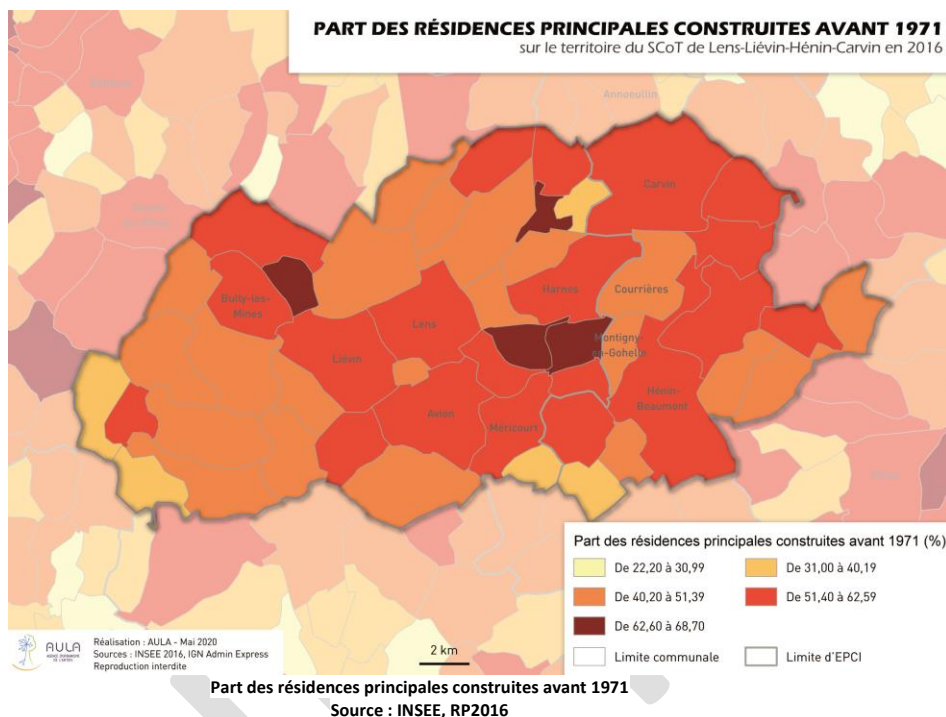 PART DES RÉSIDENCES PRINCIPALES CONSTRUITES AVANT 1971
sur le territoire du SCoT de Lens-Liévin-Hénin-Carvin en 2016
Annoeullin
Carvin
Bully-les-
Mines
Harnes
Courrières
Lens
Liévin
Montigny-
en-Gohelle
Hénin-
Beaumont
Avion
Méricourt
Part des résidences principales construites avant 1971 (%)
De 22,20 à 30,99
De 31,00 à 40,19
De 40,20 à 51,39
De 51,40 à 62,59
De 62,60 à 68,70
Limite communale
Limite d'EPCI
AULA
Réalisation : AULA - Mai 2020
Sources : INSEE 2016, IGN Admin Express
Reproduction interdite
2 km
Part des résidences principales construites avant 1971
Source : INSEE, RP2016